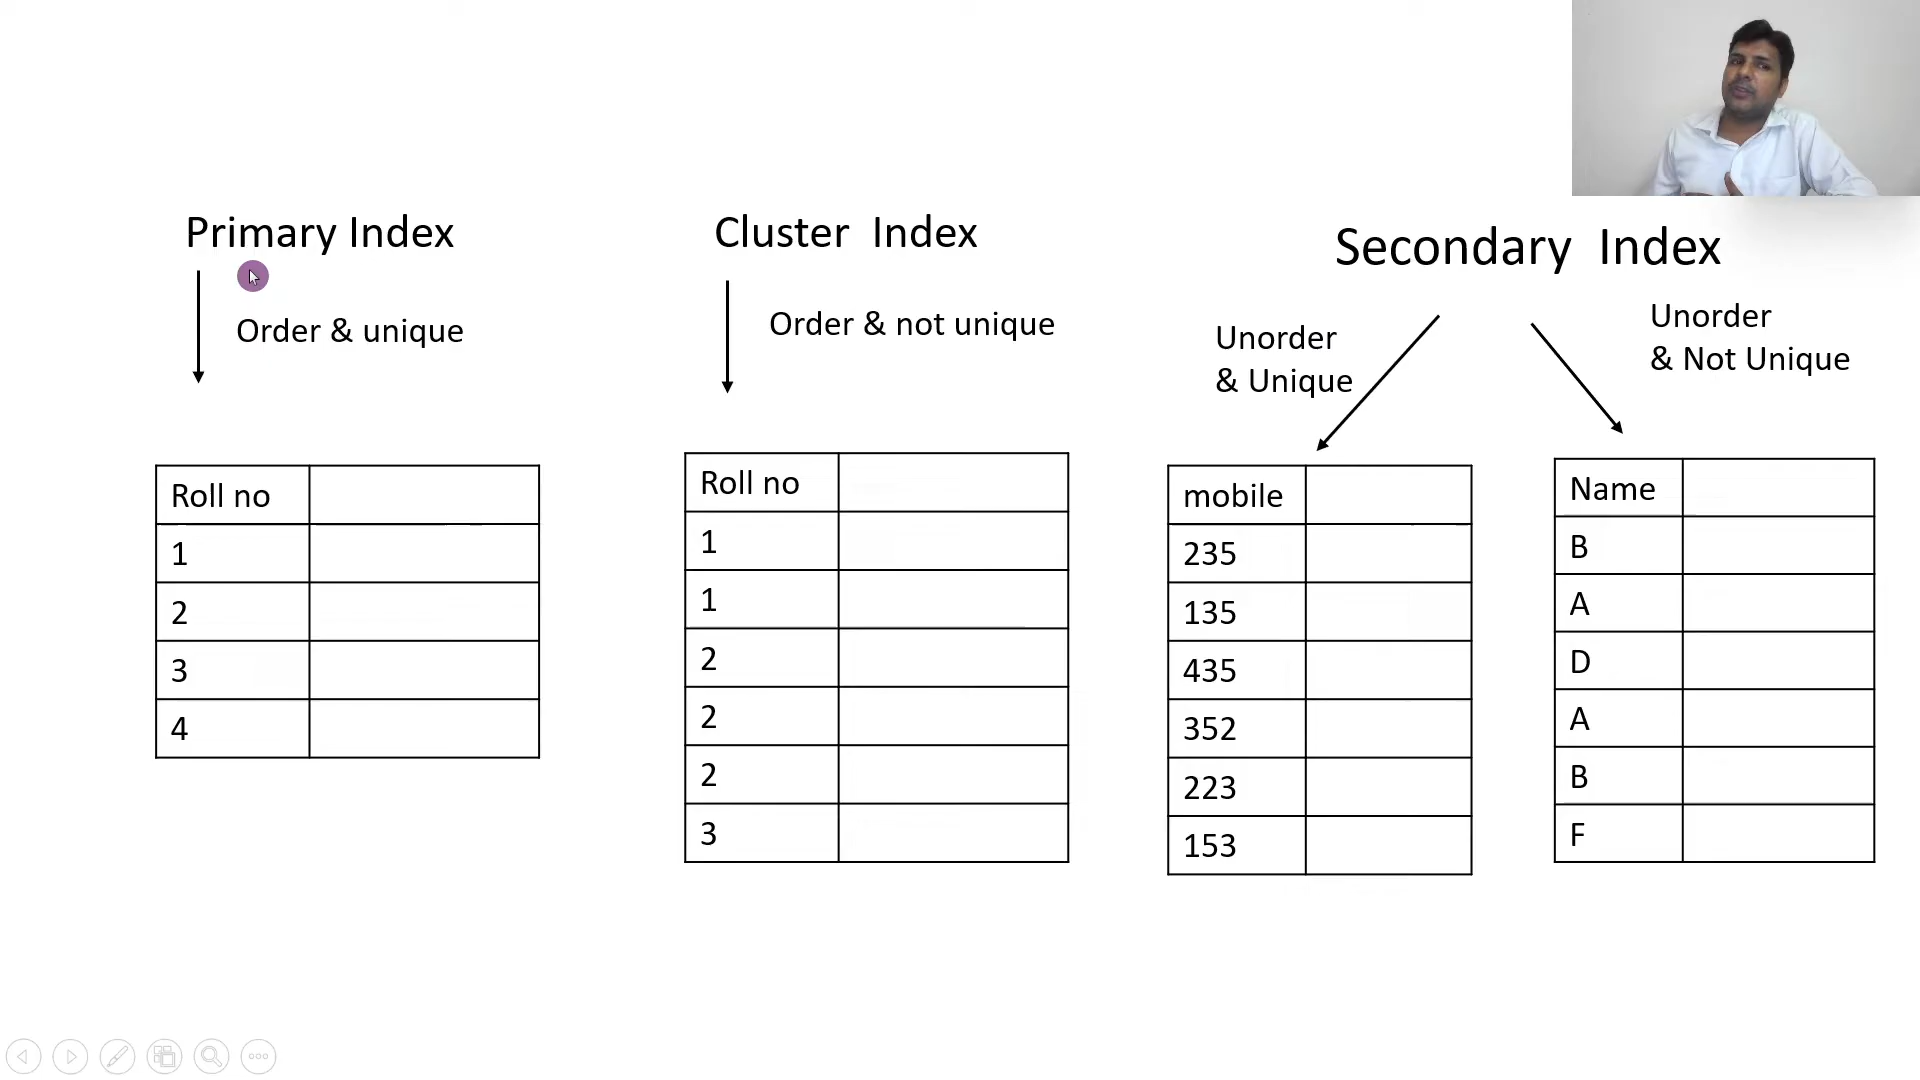 Primary Index
Order & unique
Roll no
1
2
3
4
Cluster Index
Order & not unique
Roll no
1
1
2
2
2
3
Secondary Index
Unorder
& Unique
mobile
235
135
435
352
223
153
Unorder
& Not Unique
Name
B
A
D
A
B
F